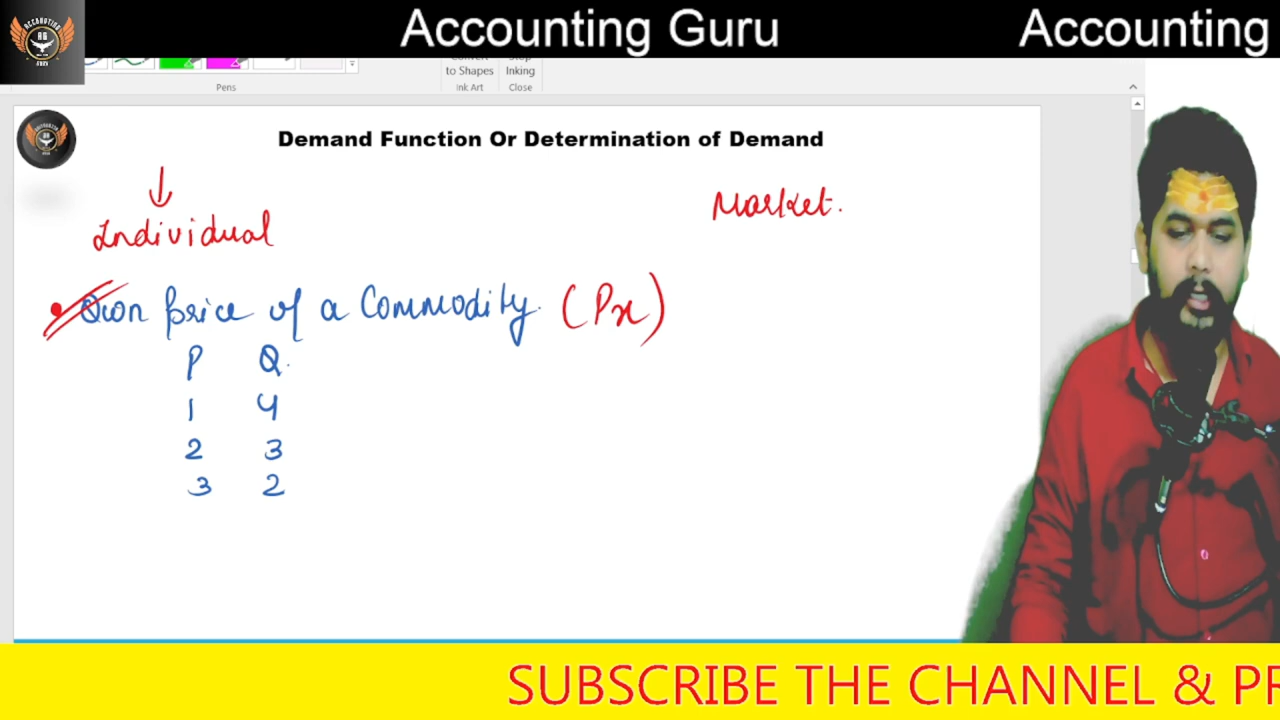 Accounting Guru
Accounting
to Shapes
Inking
Pens
Ink Art
Close
Demand Function Or Determination of Demand
Individual
Market.
Own price of a Commodity. (Px)
P Q
1 4
2 3
3 2
SUBSCRIBE THE CHANNEL & PR